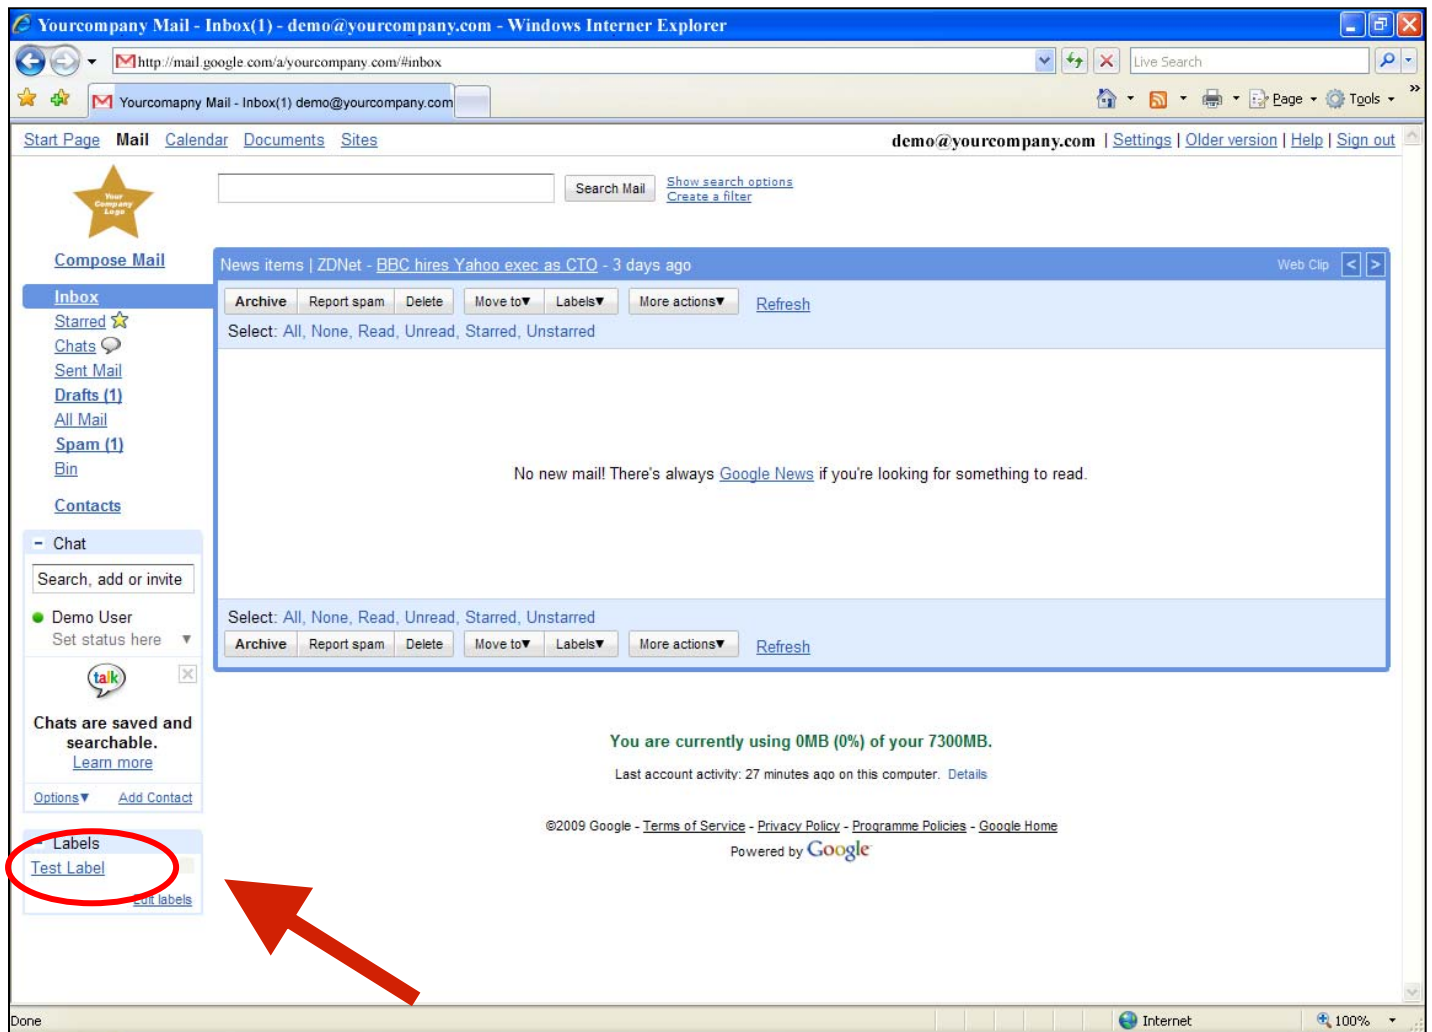 Yourcompany Mail - Inbox(1) - demo@yourcompany.com - Windows Interner Explorer
http://mail.google.com/a/yourcompany.com/#inbox
Live Search
Yourcomapny Mail - Inbox(1) demo@yourcompany.com
Page Tools »
Start Page Mail Calendar Documents Sites
demo@yourcompany.com | Settings | Older version | Help | Sign out
Your Company Logo
Search Mail
Show search options
Create a filter
Compose Mail
News items | ZDNet - BBC hires Yahoo exec as CTO - 3 days ago
Web Clip < >
Inbox
Starred
Chats
Sent Mail
Drafts (1)
All Mail
Spam (1)
Bin
Contacts
Archive Report spam Delete Move to▼ Labels▼ More actions▼ Refresh
Select: All, None, Read, Unread, Starred, Unstarred
No new mail! There's always Google News if you're looking for something to read.
Select: All, None, Read, Unread, Starred, Unstarred
Archive Report spam Delete Move to▼ Labels▼ More actions▼ Refresh
− Chat
Search, add or invite
Demo User
Set status here ▼
talk
Chats are saved and
searchable.
Learn more
Options▼ Add Contact
− Labels
Test Label
Edit labels
You are currently using 0MB (0%) of your 7300MB.
Last account activity: 27 minutes ago on this computer. Details
©2009 Google - Terms of Service - Privacy Policy - Programme Policies - Google Home
Powered by Google
Done
Internet
100%